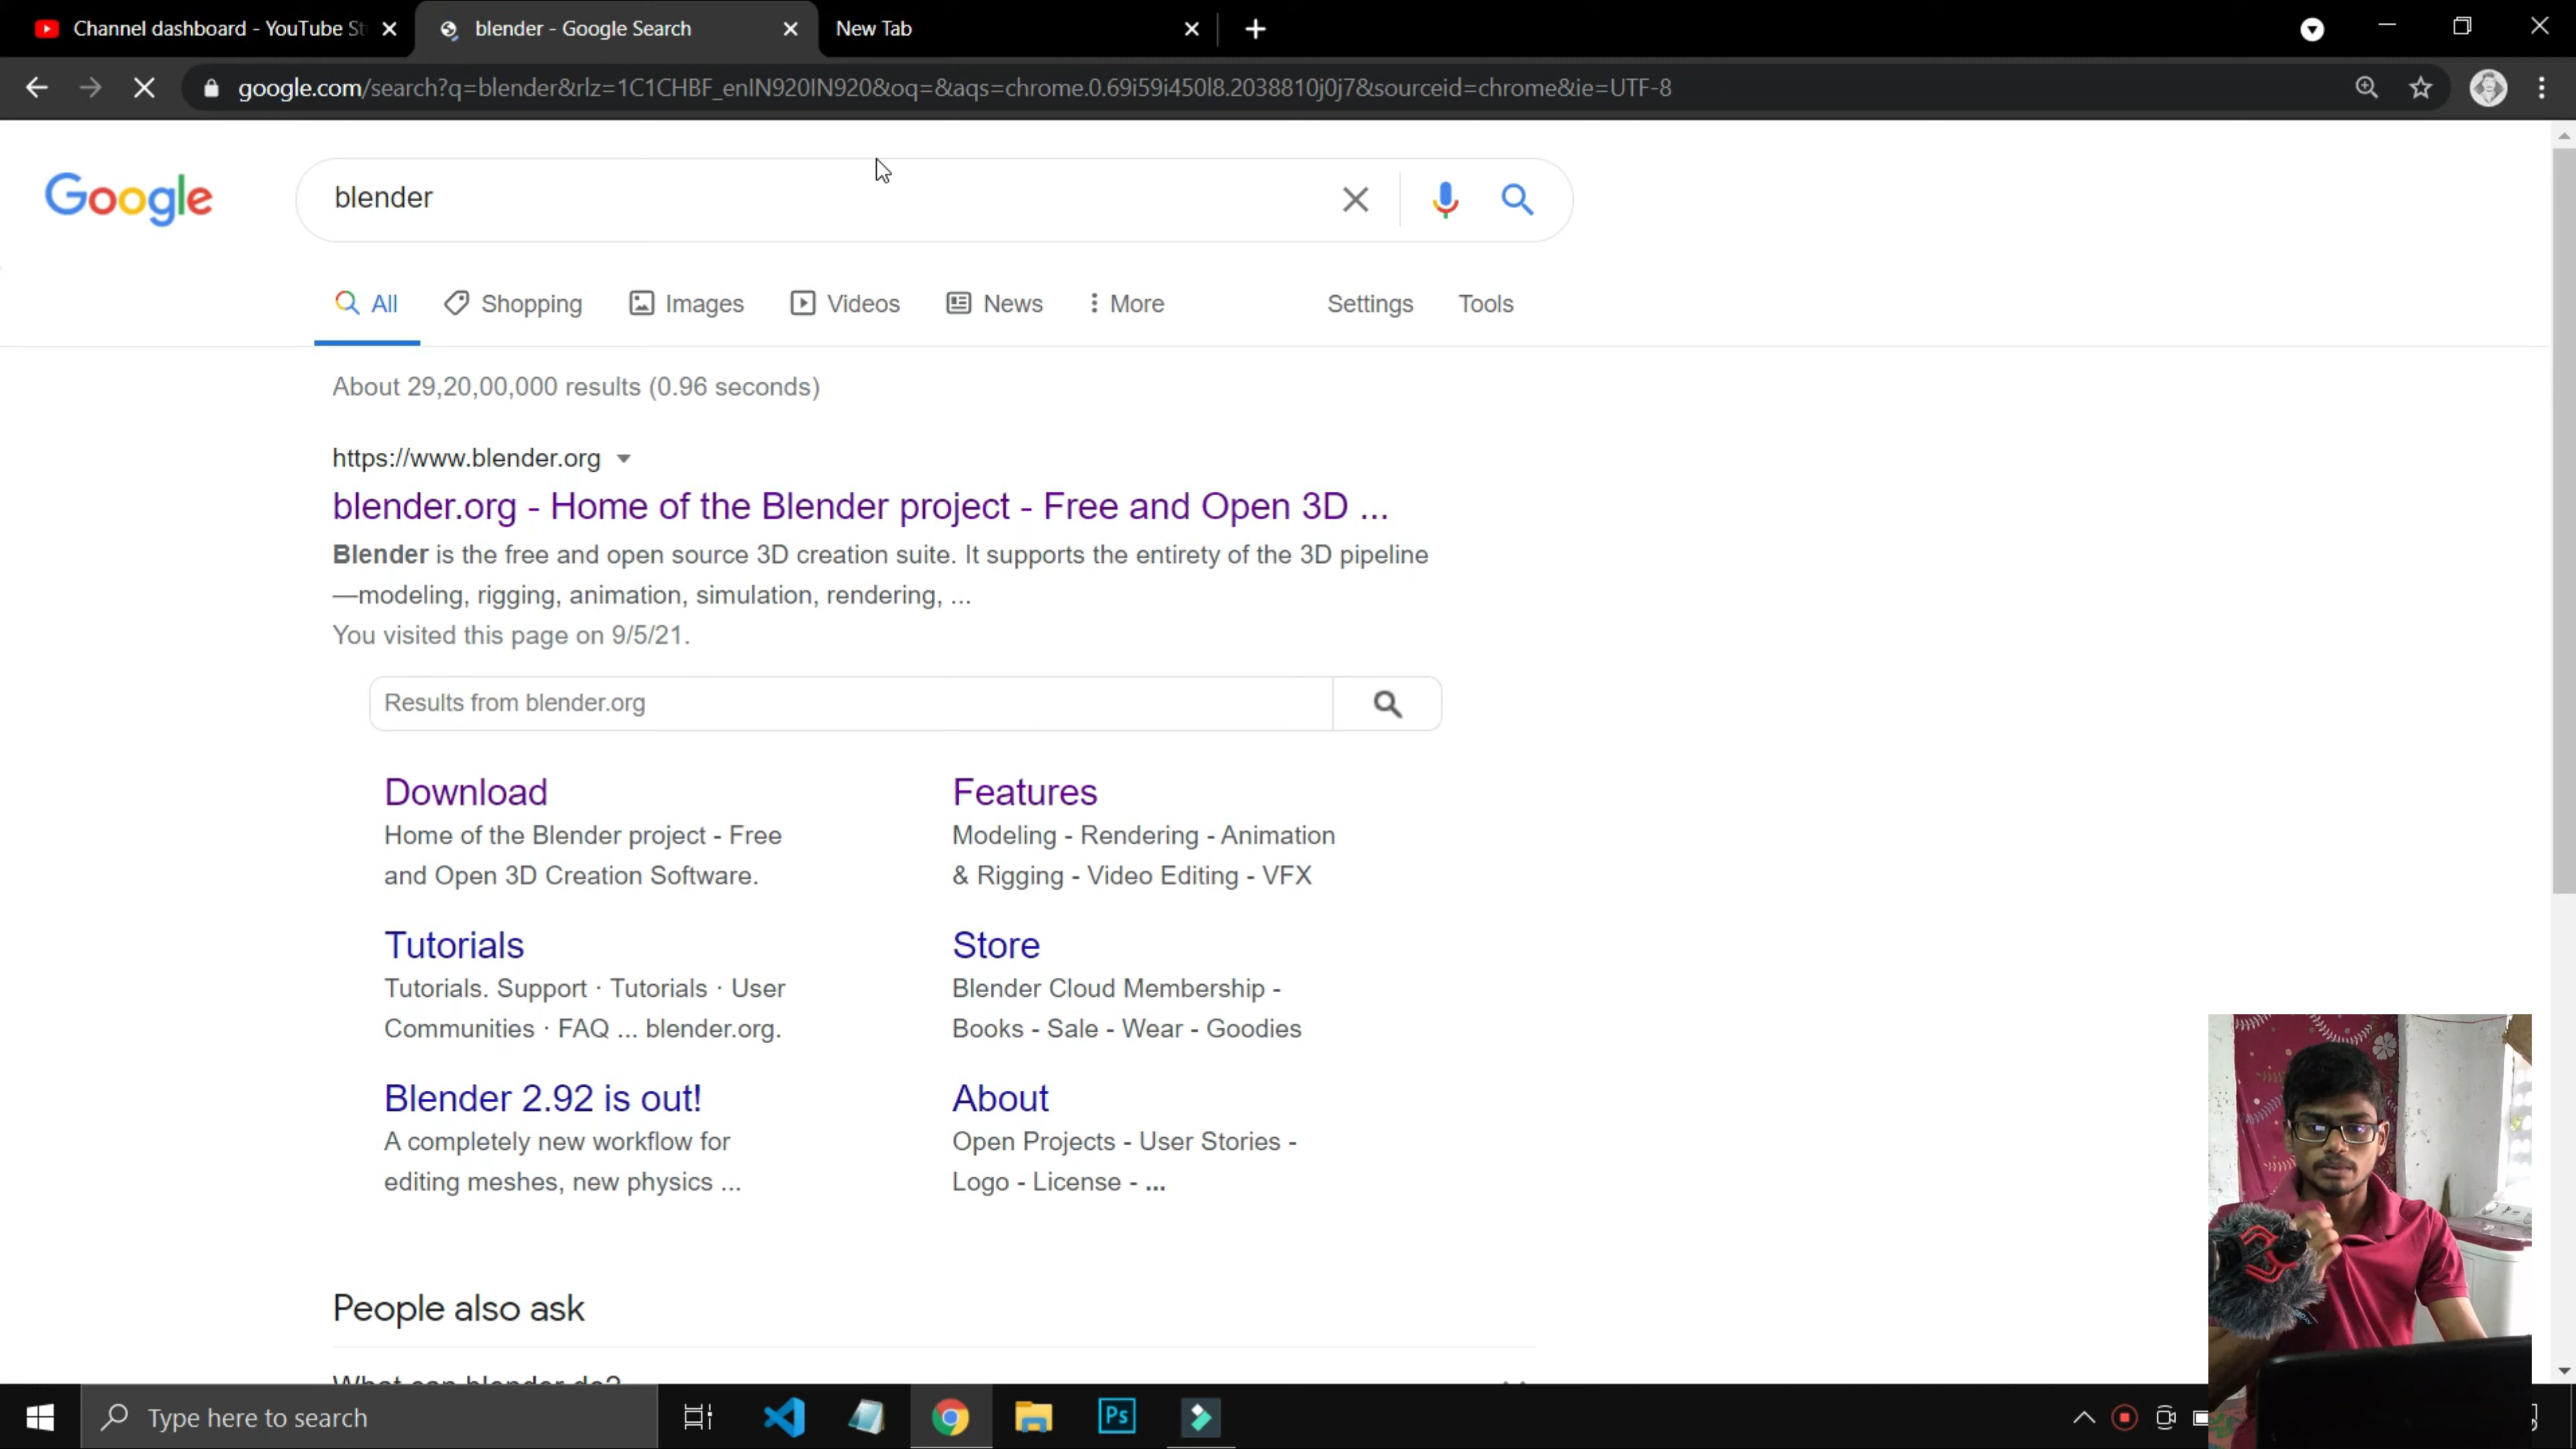 Channel dashboard - YouTube St
blender - Google Search
New Tab
google.com/search?q=blender&rlz=1C1CHBF_enIN920IN920&oq=&aqs=chrome.0.69i59i450l8.2038810j0j7&sourceid=chrome&ie=UTF-8
Google
blender
All
Shopping
Images
Videos
News
More
Settings
Tools
About 29,20,00,000 results (0.96 seconds)
https://www.blender.org
blender.org - Home of the Blender project - Free and Open 3D ...
Blender is the free and open source 3D creation suite. It supports the entirety of the 3D pipeline
—modeling, rigging, animation, simulation, rendering, ...
You visited this page on 9/5/21.
Results from blender.org
Download
Home of the Blender project - Free
and Open 3D Creation Software.
Features
Modeling - Rendering - Animation
& Rigging - Video Editing - VFX
Tutorials
Tutorials. Support · Tutorials · User
Communities · FAQ ... blender.org.
Store
Blender Cloud Membership -
Books - Sale - Wear - Goodies
Blender 2.92 is out!
A completely new workflow for
editing meshes, new physics ...
About
Open Projects - User Stories -
Logo - License - ...
People also ask
What can blender do?
Type here to search
Ps